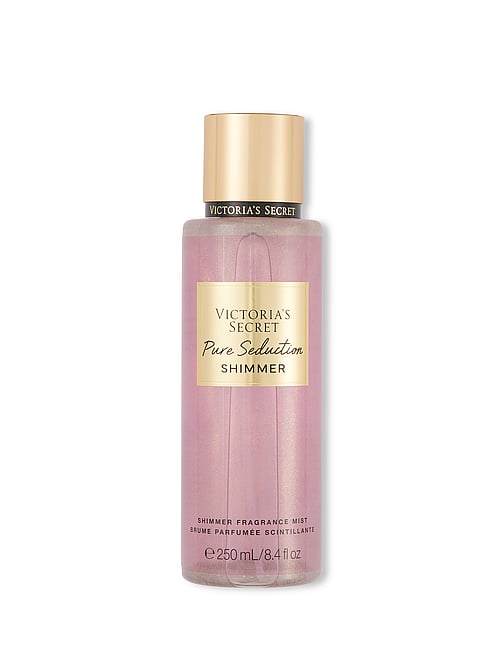 VICTORIA'S SECRET
VICTORIA'S
SECRET
Pure Seduction
SHIMMER
SHIMMER FRAGRANCE MIST
BRUME PARFUMÉE SCINTILLANTE
℮ 250 mL/8.4 fl oz